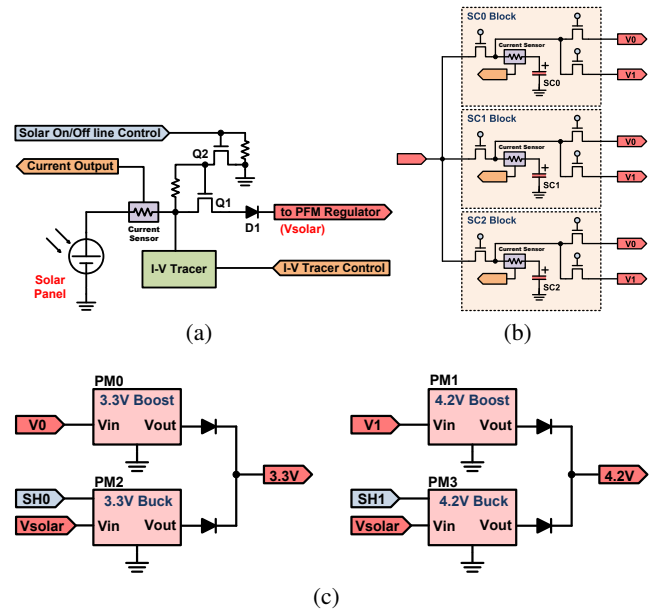 Solar On/Off line Control
Q2
Current Output
Q1
to PFM Regulator
(Vsolar)
D1
Current
Sensor
I-V Tracer
I-V Tracer Control
Solar
Panel
(a)
SC0 Block
Current Sensor
V0
+
SC0
V1
SC1 Block
Current Sensor
V0
+
SC1
V1
SC2 Block
Current Sensor
V0
+
SC2
V1
(b)
PM0
3.3V Boost
V0
Vin
Vout
3.3V
PM2
SH0
3.3V Buck
Vsolar
Vin
Vout
PM1
4.2V Boost
V1
Vin
Vout
4.2V
PM3
SH1
4.2V Buck
Vsolar
Vin
Vout
(c)